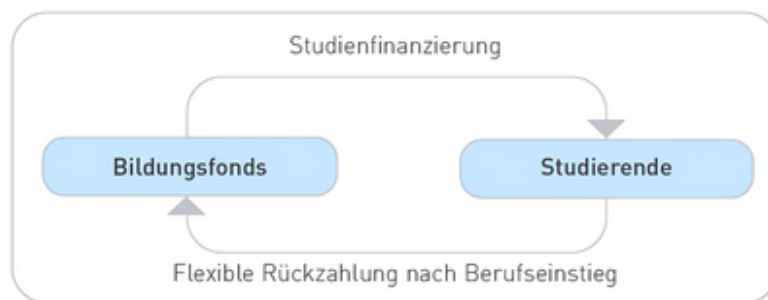 Studienfinanzierung
Bildungsfonds
Studierende
Flexible Rückzahlung nach Berufseinstieg